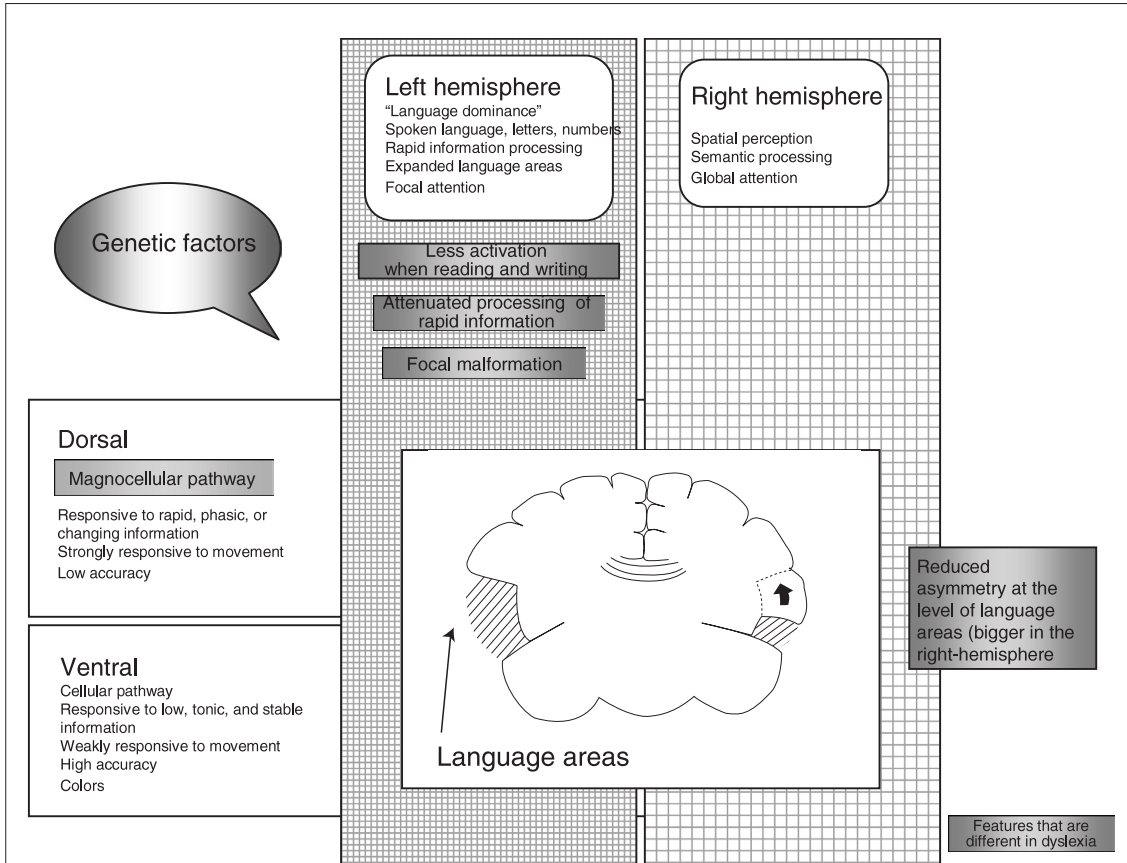 Left hemisphere
“Language dominance”
Spoken language, letters, numbers
Rapid information processing
Expanded language areas
Focal attention
Right hemisphere
Spatial perception
Semantic processing
Global attention
Genetic factors
Less activation
when reading and writing
Attenuated processing of
rapid information
Focal malformation
Dorsal
Magnocellular pathway
Responsive to rapid, phasic, or
changing information
Strongly responsive to movement
Low accuracy
Ventral
Cellular pathway
Responsive to low, tonic, and stable
information
Weakly responsive to movement
High accuracy
Colors
Language areas
Reduced
asymmetry at the
level of language
areas (bigger in the
right-hemisphere
Features that are
different in dyslexia